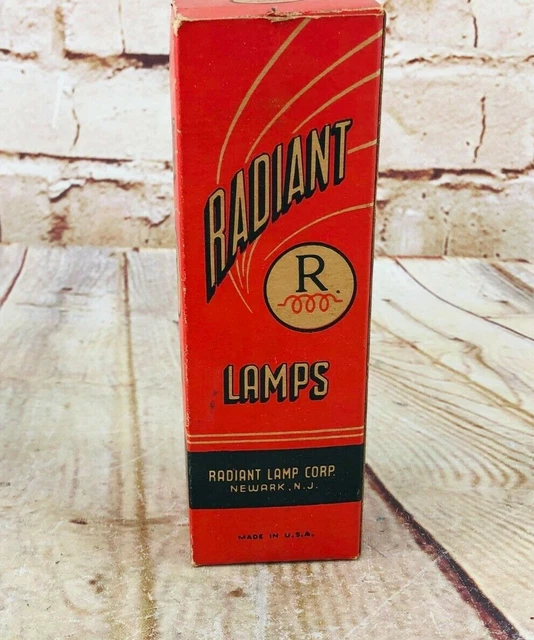 RADIANT
R.
LAMPS
RADIANT LAMP CORP.
NEWARK, N.J.
MADE IN U.S.A.